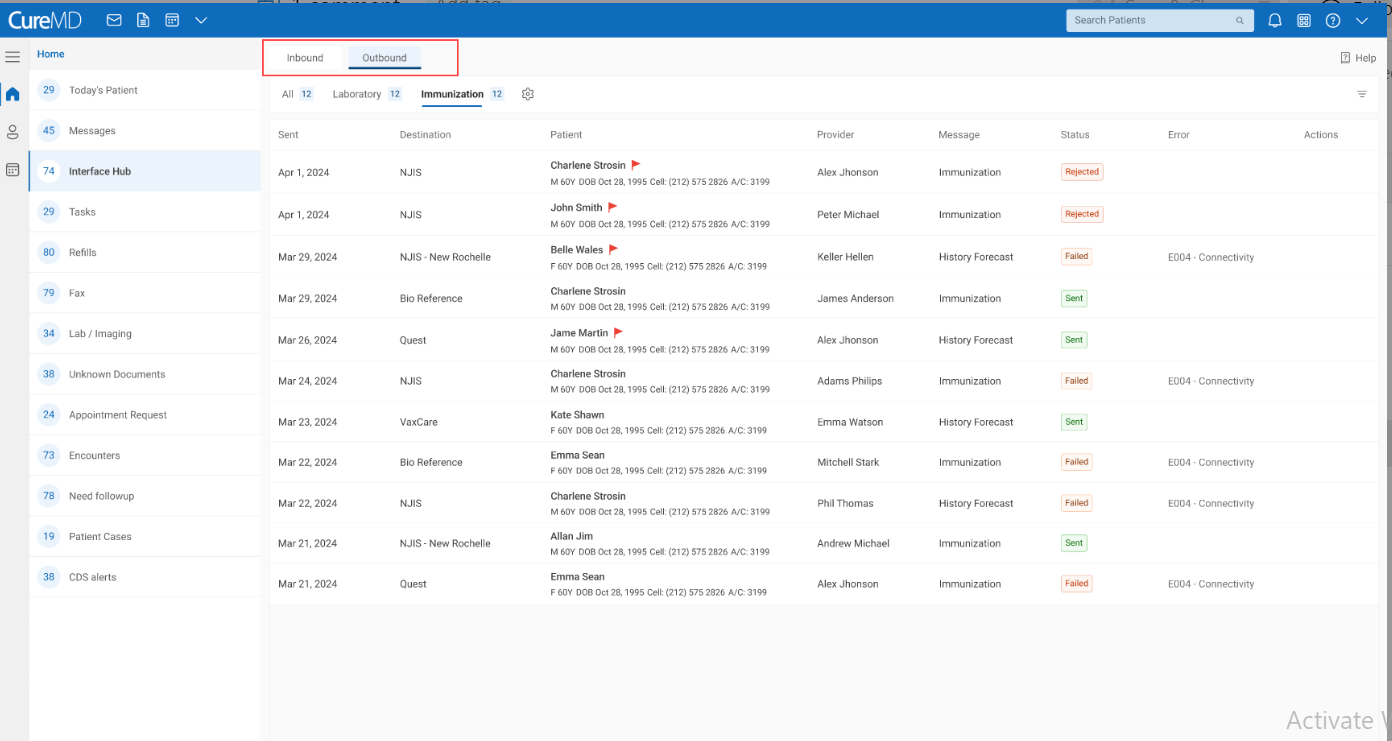 1 comment Add tag
CureMD Search Patients
Home Inbound Outbound Help
29 Today's Patient
45 Messages
74 Interface Hub
29 Tasks
80 Refills
79 Fax
34 Lab / Imaging
38 Unknown Documents
24 Appointment Request
73 Encounters
78 Need followup
19 Patient Cases
38 CDS alerts
All 12 Laboratory 12 Immunization 12
Sent Destination Patient Provider Message Status Error Actions
Apr 1, 2024 NJIS Charlene Strosin Alex Jhonson Immunization Rejected
M 60Y DOB Oct 28, 1995 Cell: (212) 575 2826 A/C: 3199
Apr 1, 2024 NJIS John Smith Peter Michael Immunization Rejected
M 60Y DOB Oct 28, 1995 Cell: (212) 575 2826 A/C: 3199
Mar 29, 2024 NJIS - New Rochelle Belle Wales Keller Hellen History Forecast Failed E004 - Connectivity
F 60Y DOB Oct 28, 1995 Cell: (212) 575 2826 A/C: 3199
Mar 29, 2024 Bio Reference Charlene Strosin James Anderson Immunization Sent
M 60Y DOB Oct 28, 1995 Cell: (212) 575 2826 A/C: 3199
Mar 26, 2024 Quest Jame Martin Alex Jhonson History Forecast Sent
M 60Y DOB Oct 28, 1995 Cell: (212) 575 2826 A/C: 3199
Mar 24, 2024 NJIS Charlene Strosin Adams Philips Immunization Failed E004 - Connectivity
M 60Y DOB Oct 28, 1995 Cell: (212) 575 2826 A/C: 3199
Mar 23, 2024 VaxCare Kate Shawn Emma Watson History Forecast Sent
F 60Y DOB Oct 28, 1995 Cell: (212) 575 2826 A/C: 3199
Mar 22, 2024 Bio Reference Emma Sean Mitchell Stark Immunization Failed E004 - Connectivity
F 60Y DOB Oct 28, 1995 Cell: (212) 575 2826 A/C: 3199
Mar 22, 2024 NJIS Charlene Strosin Phil Thomas History Forecast Failed E004 - Connectivity
M 60Y DOB Oct 28, 1995 Cell: (212) 575 2826 A/C: 3199
Mar 21, 2024 NJIS - New Rochelle Allan Jim Andrew Michael Immunization Sent
M 60Y DOB Oct 28, 1995 Cell: (212) 575 2826 A/C: 3199
Mar 21, 2024 Quest Emma Sean Alex Jhonson Immunization Failed E004 - Connectivity
F 60Y DOB Oct 28, 1995 Cell: (212) 575 2826 A/C: 3199
Activate